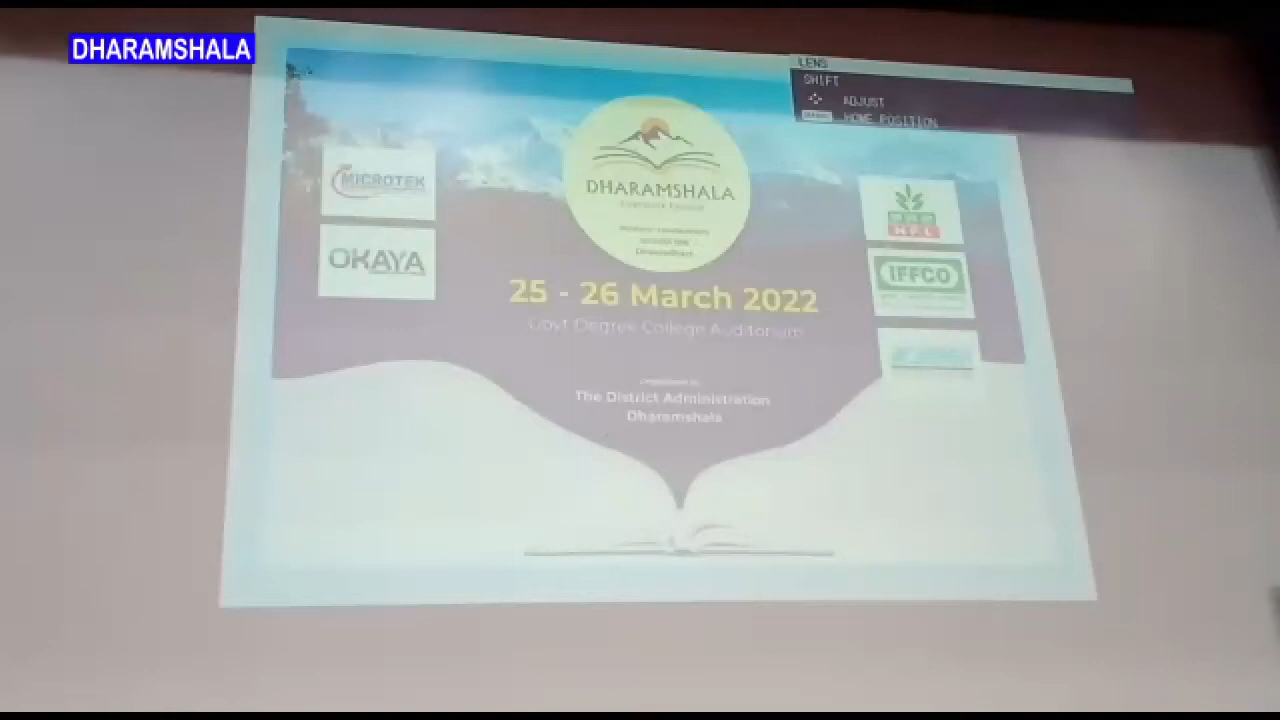 DHARAMSHALA
LENS
SHIFT
ADJUST
HOME POSITION
MICROTEK
OKAYA
DHARAMSHALA
25 - 26 March 2022
Govt Degree College Auditorium
The District Administration
Dharamshala
NFL
IFFCO